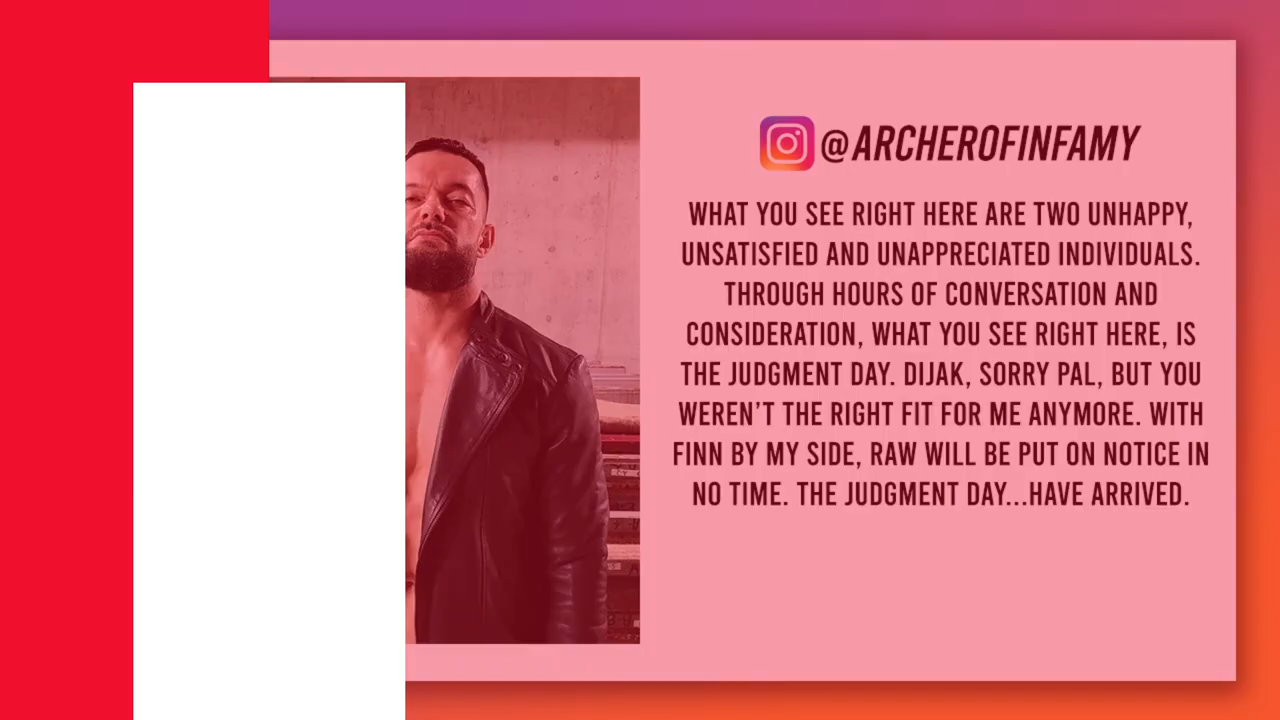 @ARCHEROFINFAMY
WHAT YOU SEE RIGHT HERE ARE TWO UNHAPPY,
UNSATISFIED AND UNAPPRECIATED INDIVIDUALS.
THROUGH HOURS OF CONVERSATION AND
CONSIDERATION, WHAT YOU SEE RIGHT HERE, IS
THE JUDGMENT DAY. DIJAK, SORRY PAL, BUT YOU
WEREN'T THE RIGHT FIT FOR ME ANYMORE. WITH
FINN BY MY SIDE, RAW WILL BE PUT ON NOTICE IN
NO TIME. THE JUDGMENT DAY...HAVE ARRIVED.